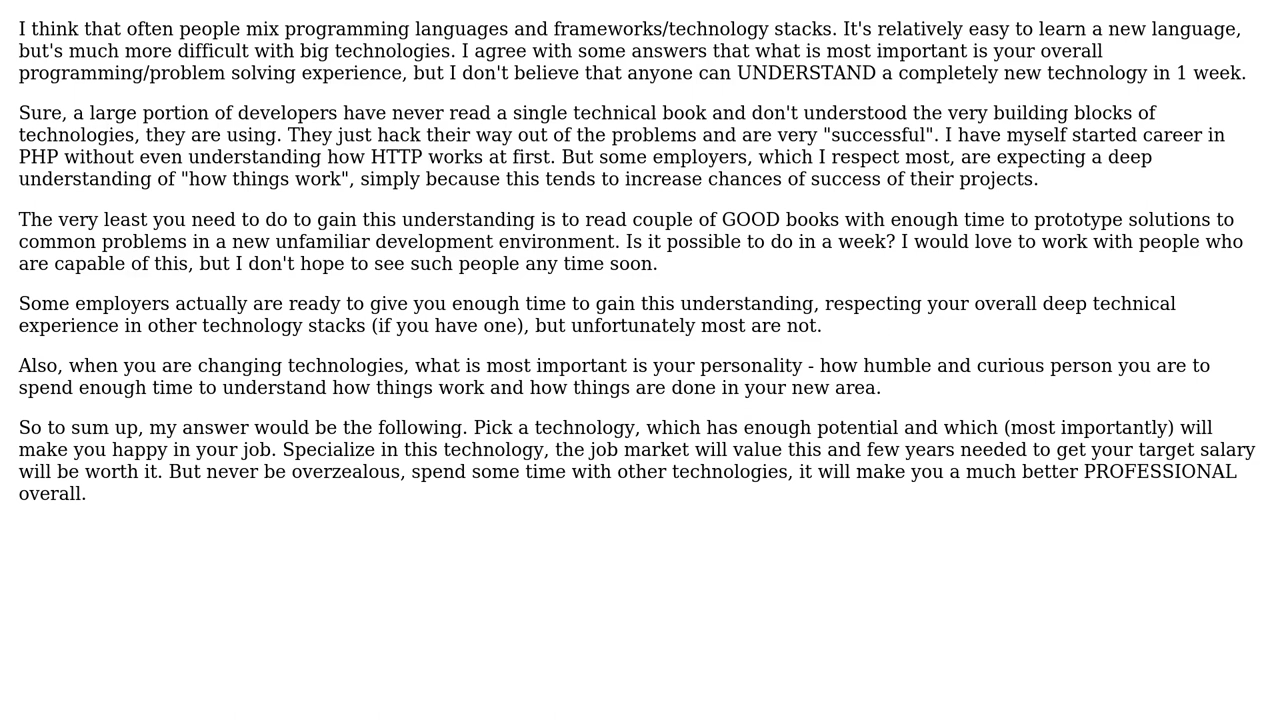 I think that often people mix programming languages and frameworks/technology stacks. It's relatively easy to learn a new language,
but's much more difficult with big technologies. I agree with some answers that what is most important is your overall
programming/problem solving experience, but I don't believe that anyone can UNDERSTAND a completely new technology in 1 week.
Sure, a large portion of developers have never read a single technical book and don't understood the very building blocks of
technologies, they are using. They just hack their way out of the problems and are very "successful". I have myself started career in
PHP without even understanding how HTTP works at first. But some employers, which I respect most, are expecting a deep
understanding of "how things work", simply because this tends to increase chances of success of their projects.
The very least you need to do to gain this understanding is to read couple of GOOD books with enough time to prototype solutions to
common problems in a new unfamiliar development environment. Is it possible to do in a week? I would love to work with people who
are capable of this, but I don't hope to see such people any time soon.
Some employers actually are ready to give you enough time to gain this understanding, respecting your overall deep technical
experience in other technology stacks (if you have one), but unfortunately most are not.
Also, when you are changing technologies, what is most important is your personality - how humble and curious person you are to
spend enough time to understand how things work and how things are done in your new area.
So to sum up, my answer would be the following. Pick a technology, which has enough potential and which (most importantly) will
make you happy in your job. Specialize in this technology, the job market will value this and few years needed to get your target salary
will be worth it. But never be overzealous, spend some time with other technologies, it will make you a much better PROFESSIONAL
overall.